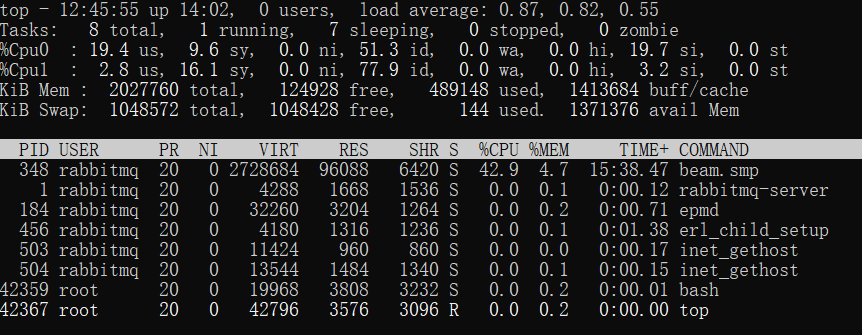 top - 12:45:55 up 14:02,  0 users,  load average: 0.87, 0.82, 0.55
Tasks:   8 total,   1 running,   7 sleeping,   0 stopped,   0 zombie
%Cpu0  : 19.4 us,  9.6 sy,  0.0 ni, 51.3 id,  0.0 wa,  0.0 hi, 19.7 si,  0.0 st
%Cpu1  :  2.8 us, 16.1 sy,  0.0 ni, 77.9 id,  0.0 wa,  0.0 hi,  3.2 si,  0.0 st
KiB Mem :  2027760 total,   124928 free,   489148 used,  1413684 buff/cache
KiB Swap:  1048572 total,  1048428 free,      144 used.  1371376 avail Mem
  PID USER      PR  NI    VIRT    RES    SHR S  %CPU %MEM     TIME+ COMMAND
  348 rabbitmq  20   0 2728684  96088   6420 S  42.9  4.7  15:38.47 beam.smp
    1 rabbitmq  20   0    4288   1668   1536 S   0.0  0.1   0:00.12 rabbitmq-server
  184 rabbitmq  20   0   32260   3204   1264 S   0.0  0.2   0:00.71 epmd
  456 rabbitmq  20   0    4180   1316   1236 S   0.0  0.1   0:01.38 erl_child_setup
  503 rabbitmq  20   0   11424    960    860 S   0.0  0.0   0:00.17 inet_gethost
  504 rabbitmq  20   0   13544   1484   1340 S   0.0  0.1   0:00.15 inet_gethost
42359 root      20   0   19968   3808   3232 S   0.0  0.2   0:00.01 bash
42367 root      20   0   42796   3576   3096 R   0.0  0.2   0:00.00 top